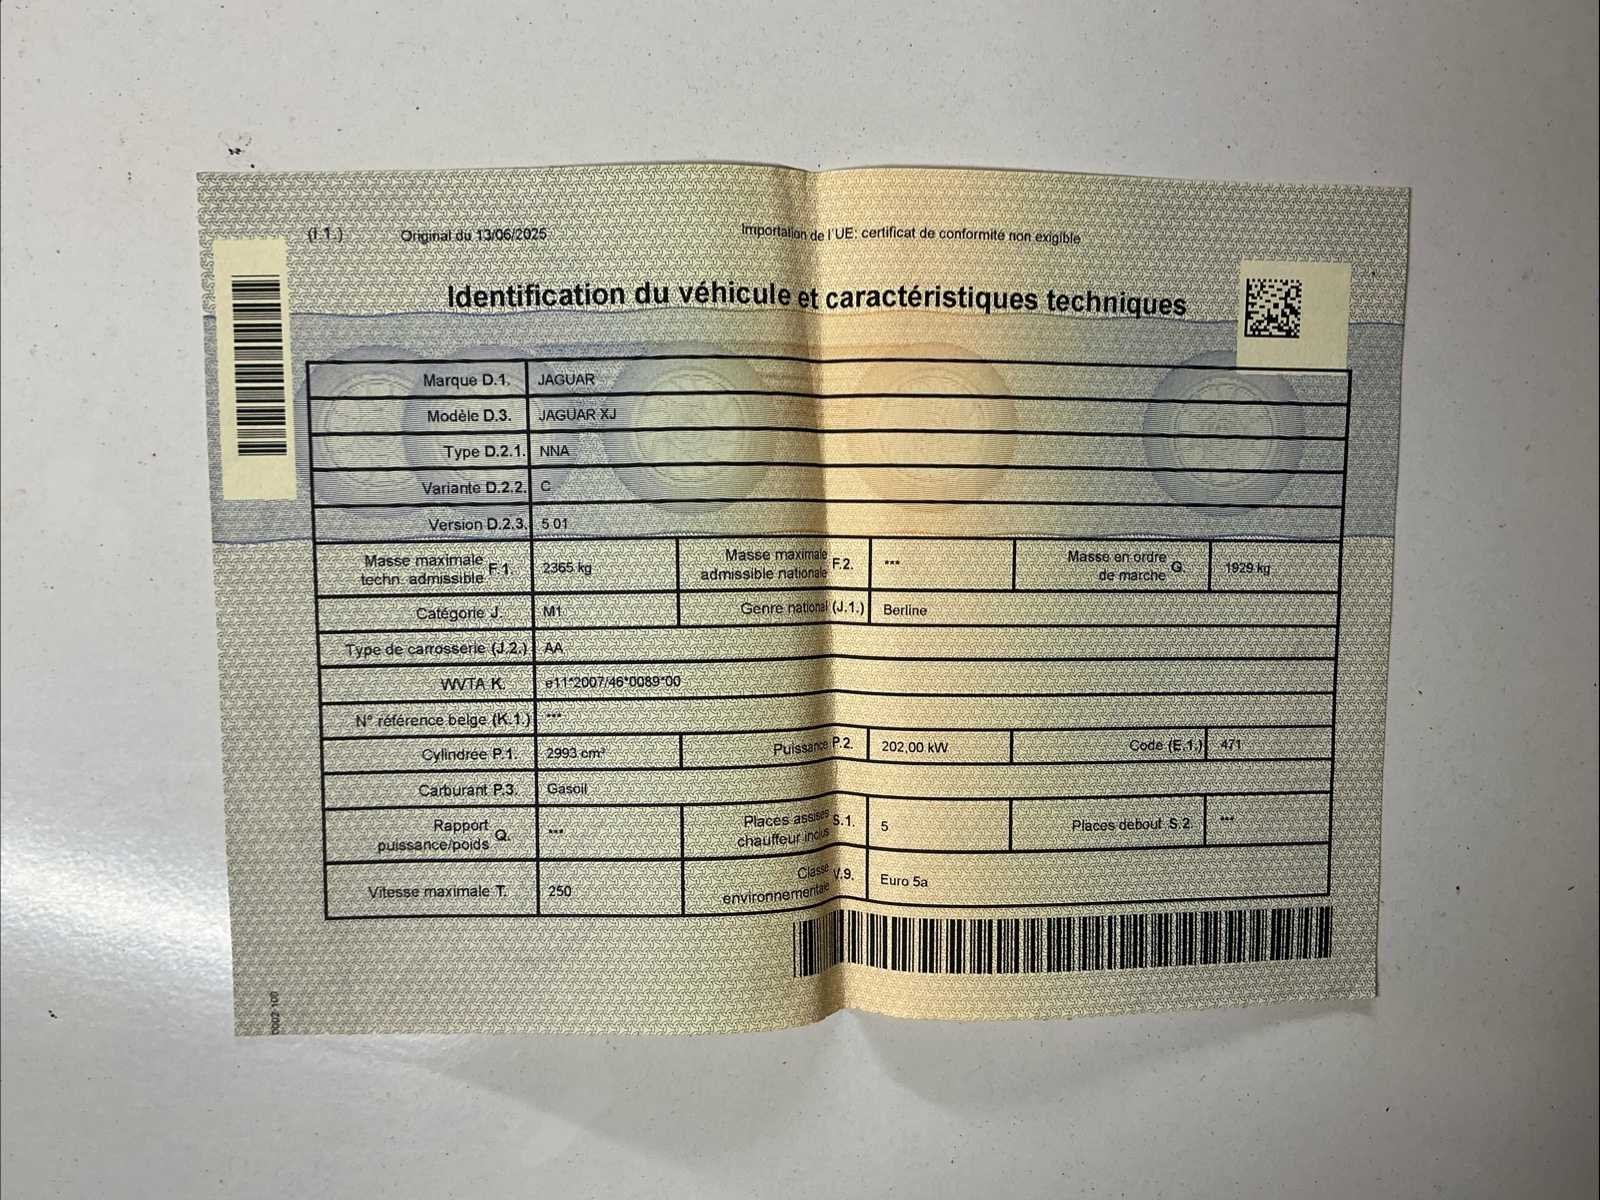 (I.1.) Original du 13/06/2025 Importation de l'UE: certificat de conformité non exigible
Identification du véhicule et caractéristiques techniques
Marque D.1. JAGUAR
Modèle D.3. JAGUAR XJ
Type D.2.1. NNA
Variante D.2.2. C
Version D.2.3. 5 01
Masse maximale techn. admissible F.1. 2365 kg Masse maximale admissible nationale F.2. *** Masse en ordre de marche G. 1929 kg
Catégorie J. M1 Genre national (J.1.) Berline
Type de carrosserie (J.2.) AA
WVTA K. e11*2007/46*0089*00
N° référence belge (K.1.) ***
Cylindrée P.1. 2993 cm³ Puissance P.2. 202,00 kW Code (E.1.) 471
Carburant P.3. Gasoil
Rapport puissance/poids Q. *** Places assises chauffeur inclus S.1. 5 Places debout S.2. ***
Vitesse maximale T. 250 Classe environnementale V.9. Euro 5a
0002 100